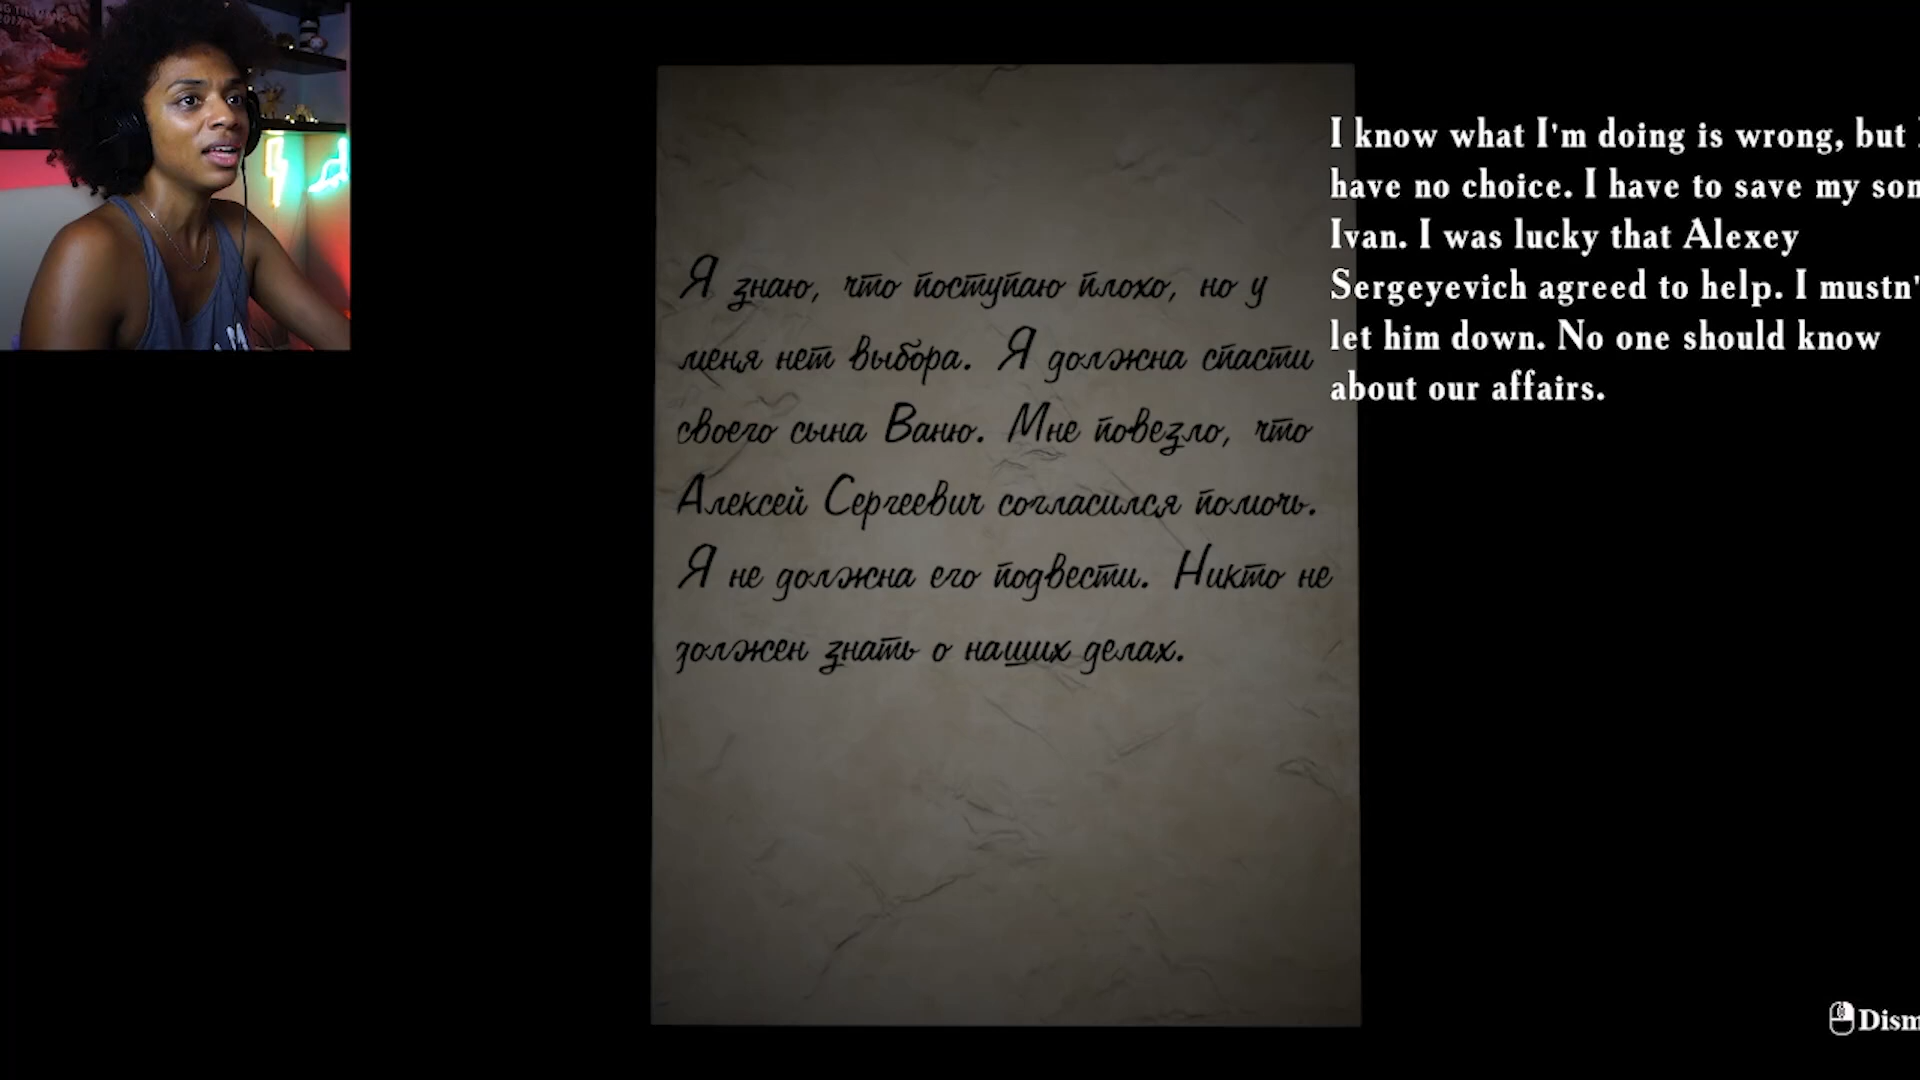 Я знаю, что поступаю плохо, но у
меня нет выбора. Я должна спасти
своего сына Ваню. Мне повезло, что
Алексей Сергеевич согласился помочь.
Я не должна его подвести. Никто не
должен знать о наших делах.
I know what I'm doing is wrong, but I
have no choice. I have to save my son
Ivan. I was lucky that Alexey
Sergeyevich agreed to help. I mustn'
let him down. No one should know
about our affairs.
Dism